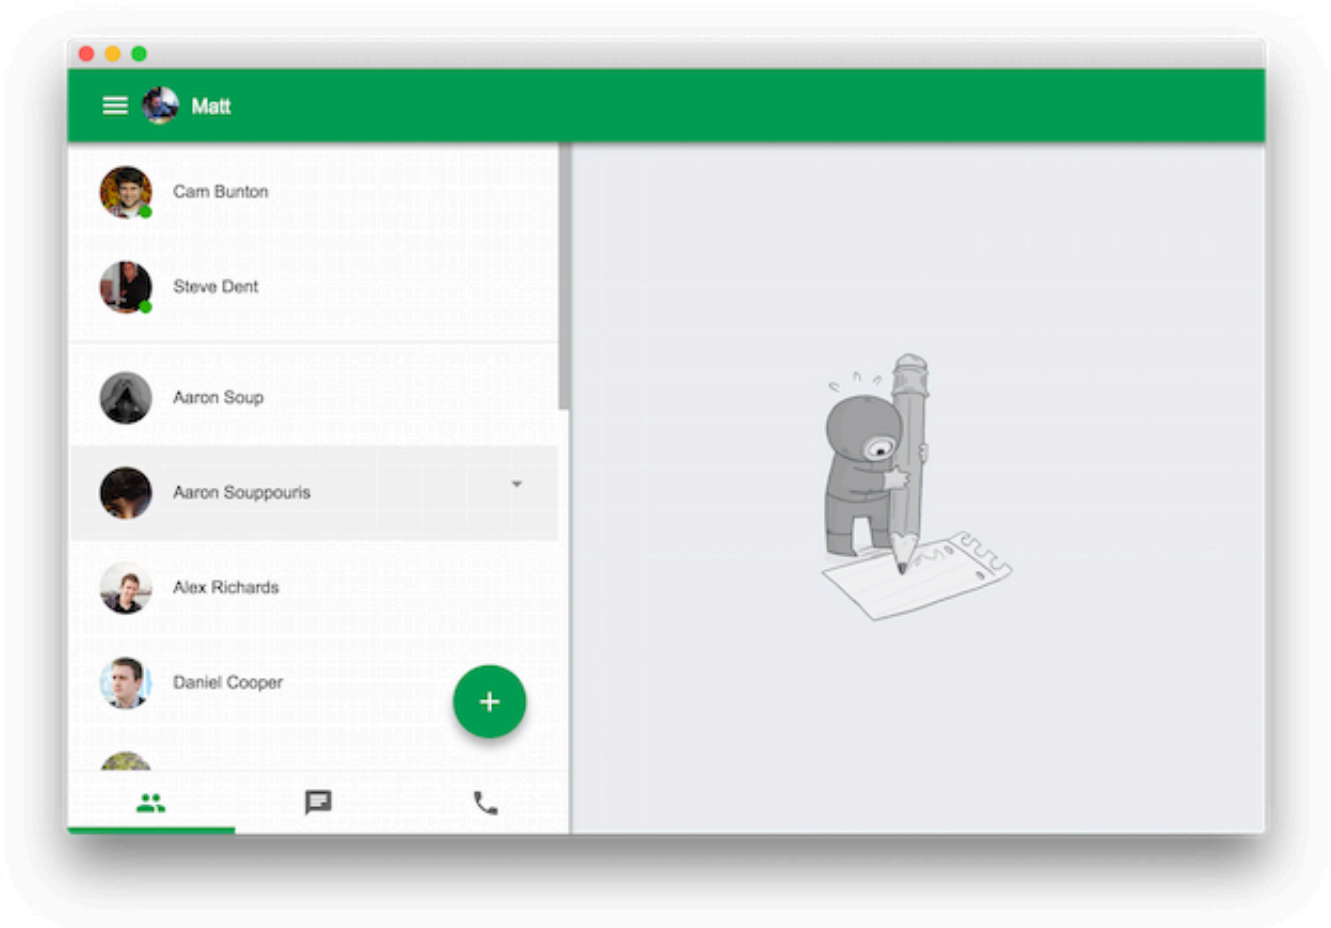 Matt
Cam Bunton
Steve Dent
Aaron Soup
Aaron Souppouris
Alex Richards
Daniel Cooper